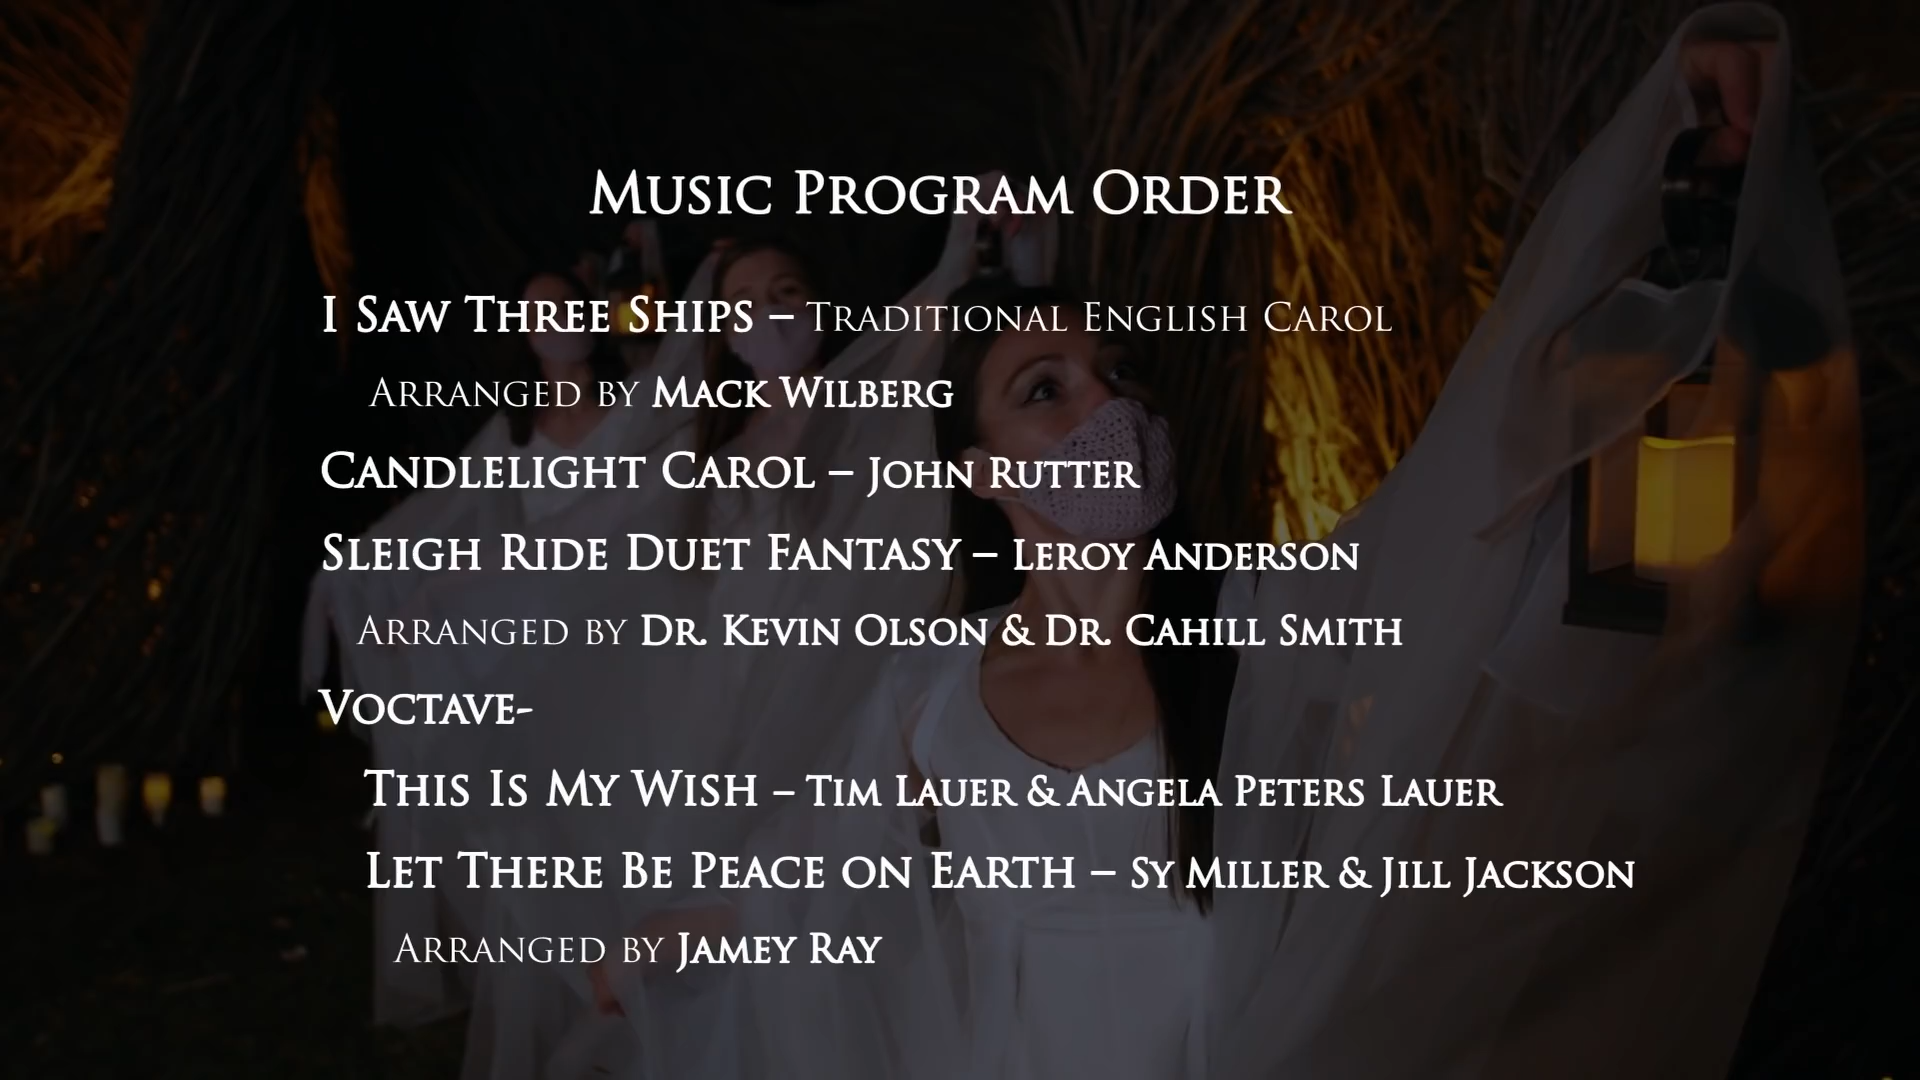 Music Program Order
I Saw Three Ships – Traditional English Carol
Arranged by Mack Wilberg
Candlelight Carol – John Rutter
Sleigh Ride Duet Fantasy – Leroy Anderson
Arranged by Dr. Kevin Olson & Dr. Cahill Smith
Voctave-
This Is My Wish – Tim Lauer & Angela Peters Lauer
Let There Be Peace on Earth – Sy Miller & Jill Jackson
Arranged by Jamey Ray